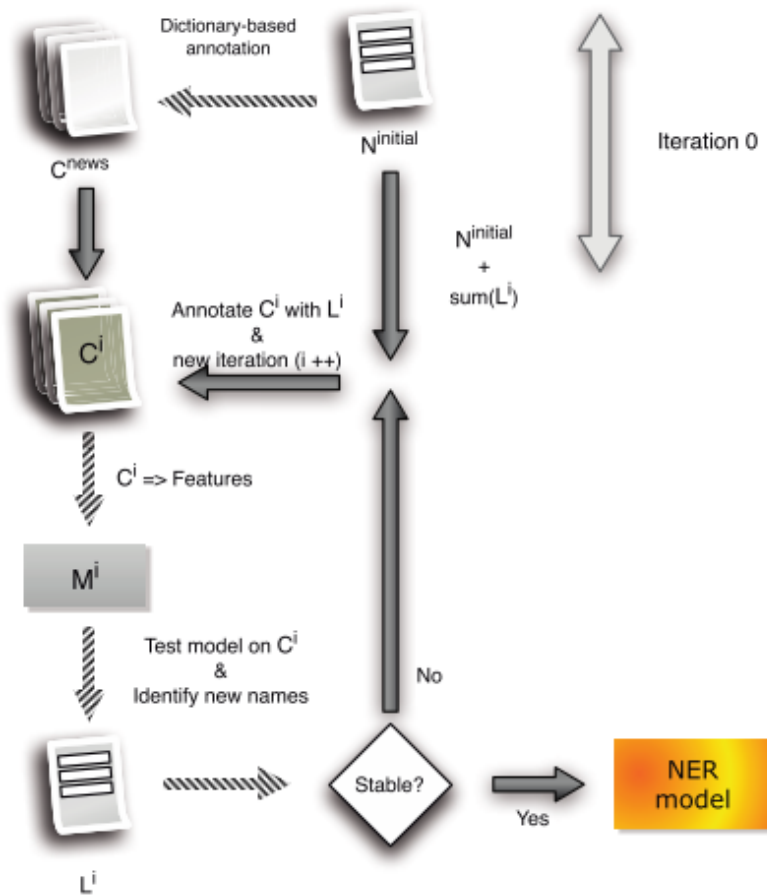 Dictionary-based
annotation
N^initial
C^news
Iteration 0
N^initial
+
sum(L^i)
Annotate C^i with L^i
&
new iteration (i ++)
C^i
C^i => Features
M^i
Test model on C^i
&
Identify new names
No
Stable?
Yes
NER
model
L^i